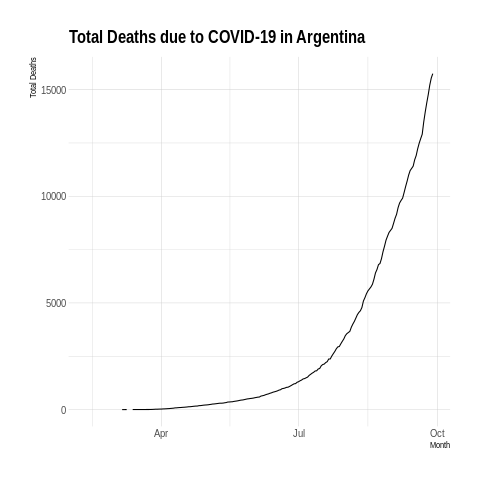 Total Deaths due to COVID-19 in Argentina
Total Deaths
15000
10000
5000
0
Apr
Jul
Oct
Month